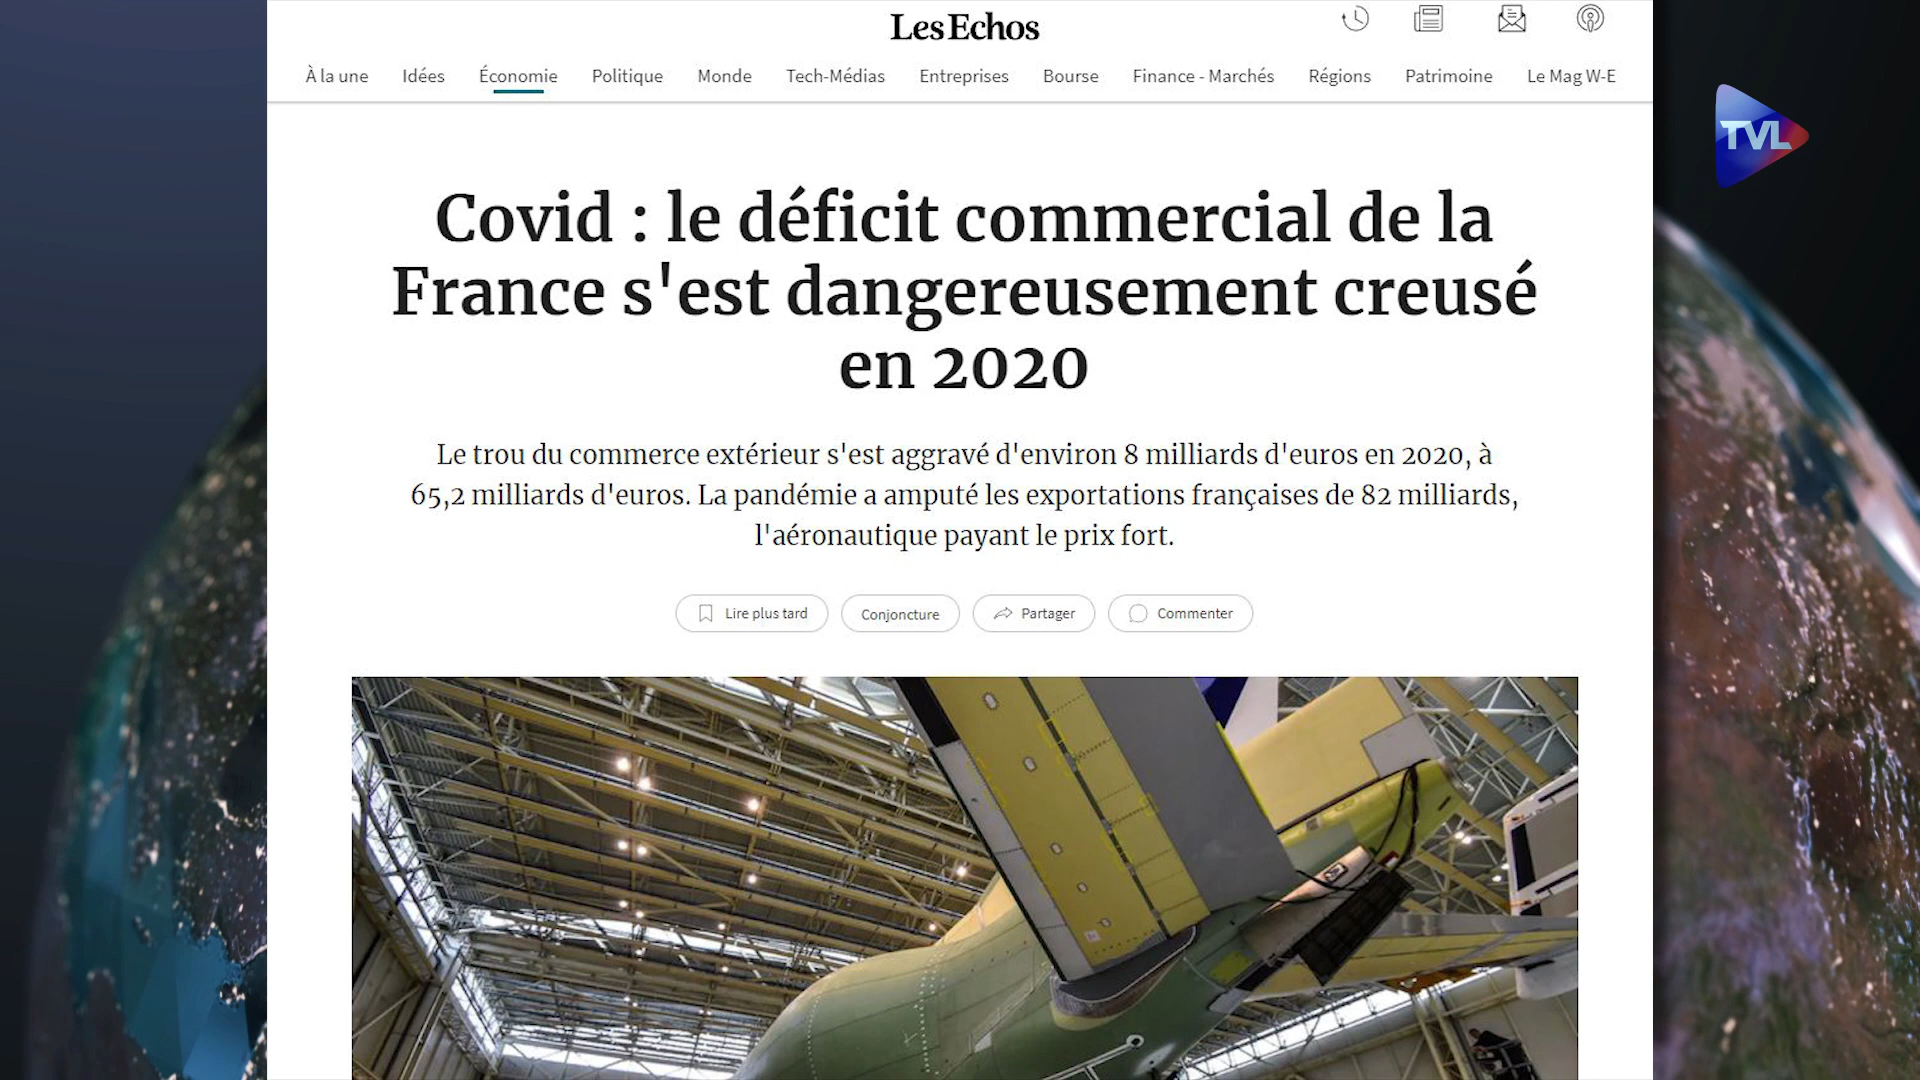 Les Echos
À la une Idées Économie Politique Monde Tech-Médias Entreprises Bourse Finance - Marchés Régions Patrimoine Le Mag W-E
TVL
Covid : le déficit commercial de la
France s'est dangereusement creusé
en 2020
Le trou du commerce extérieur s'est aggravé d'environ 8 milliards d'euros en 2020, à
65,2 milliards d'euros. La pandémie a amputé les exportations françaises de 82 milliards,
l'aéronautique payant le prix fort.
Lire plus tard Conjoncture Partager Commenter